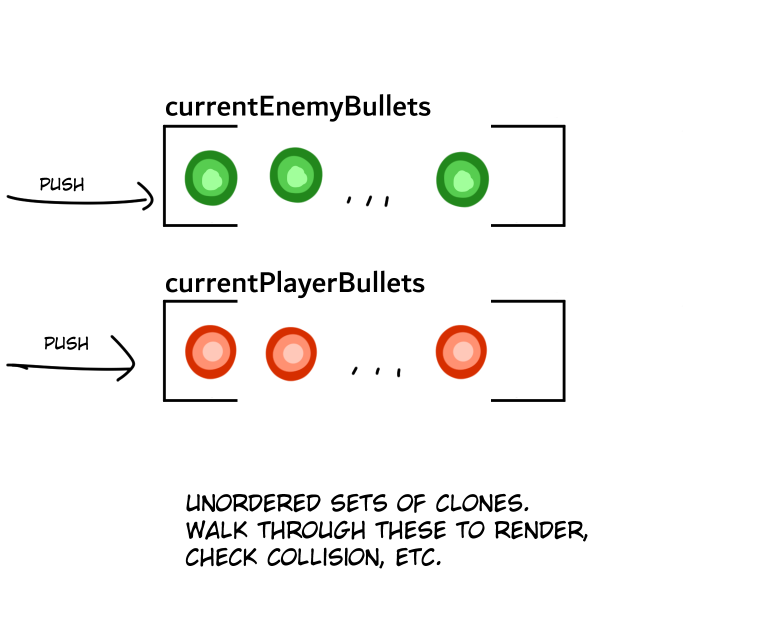 currentEnemyBullets
PUSH
currentPlayerBullets
PUSH
UNORDERED SETS OF CLONES.
WALK THROUGH THESE TO RENDER,
CHECK COLLISION, ETC.